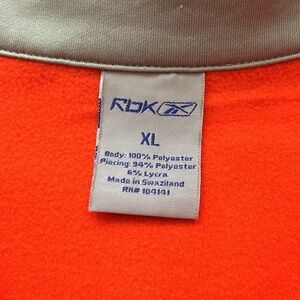 RbK
XL
Body: 100% Polyester
Piecing: 94% Polyester
6% Lycra
Made in Swaziland
RN# 104141